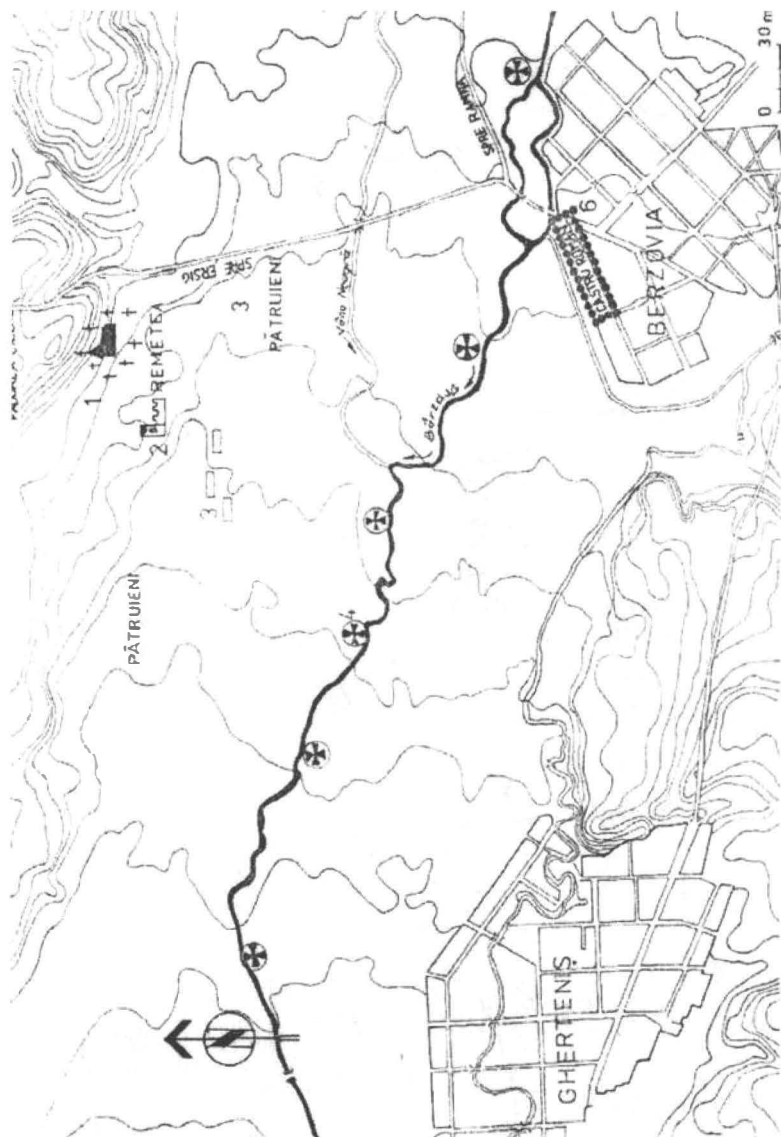 SPRE RAMNA
0 30 m
SPRE ERSIG
6
CASTRU ROMAN
BERZOVIA
3
PĂTRUIENI
1
REMETEA
2
Bârzava
3
4
PĂTRUIENI
GHERTENIȘ